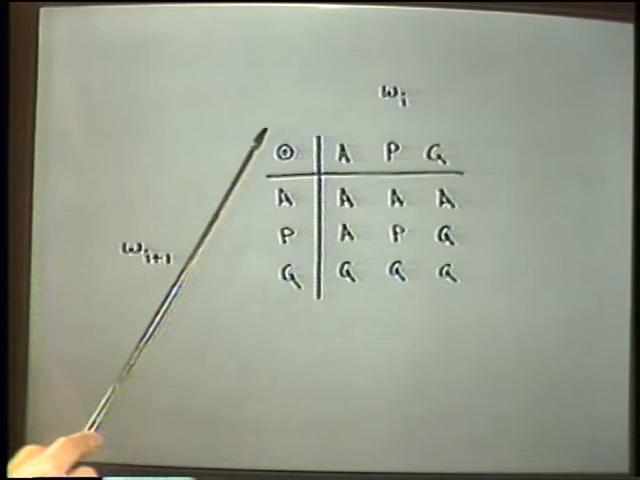 ωi
⊙ A P G
A A A A
P A P G
ωi+1
G G G G